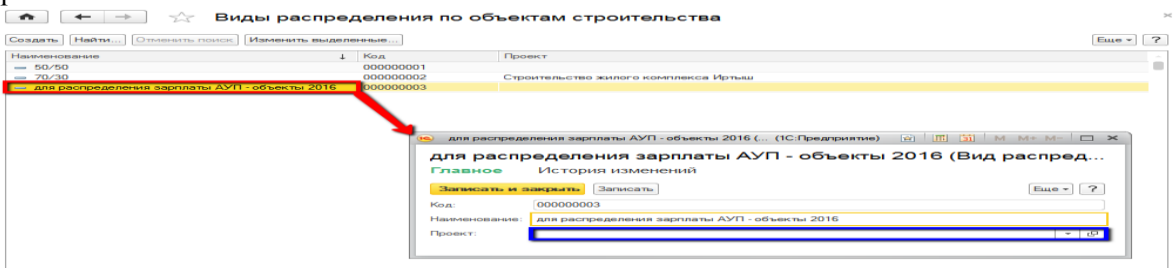 Виды распределения по объектам строительства
Создать Найти... Отменить поиск Изменить выделенные... Еще ?
Наименование ↓ Код Проект
50/50 000000001
70/30 000000002 Строительство жилого комплекса Иртыш
для распределения зарплаты АУП - объекты 2016 000000003
для распределения зарплаты АУП - объекты 2016 (... (1С:Предприятие) M M+ M-
для распределения зарплаты АУП - объекты 2016 (Вид распред...
Главное История изменений
Записать и закрыть Записать Еще ?
Код: 000000003
Наименование: для распределения зарплаты АУП - объекты 2016
Проект: